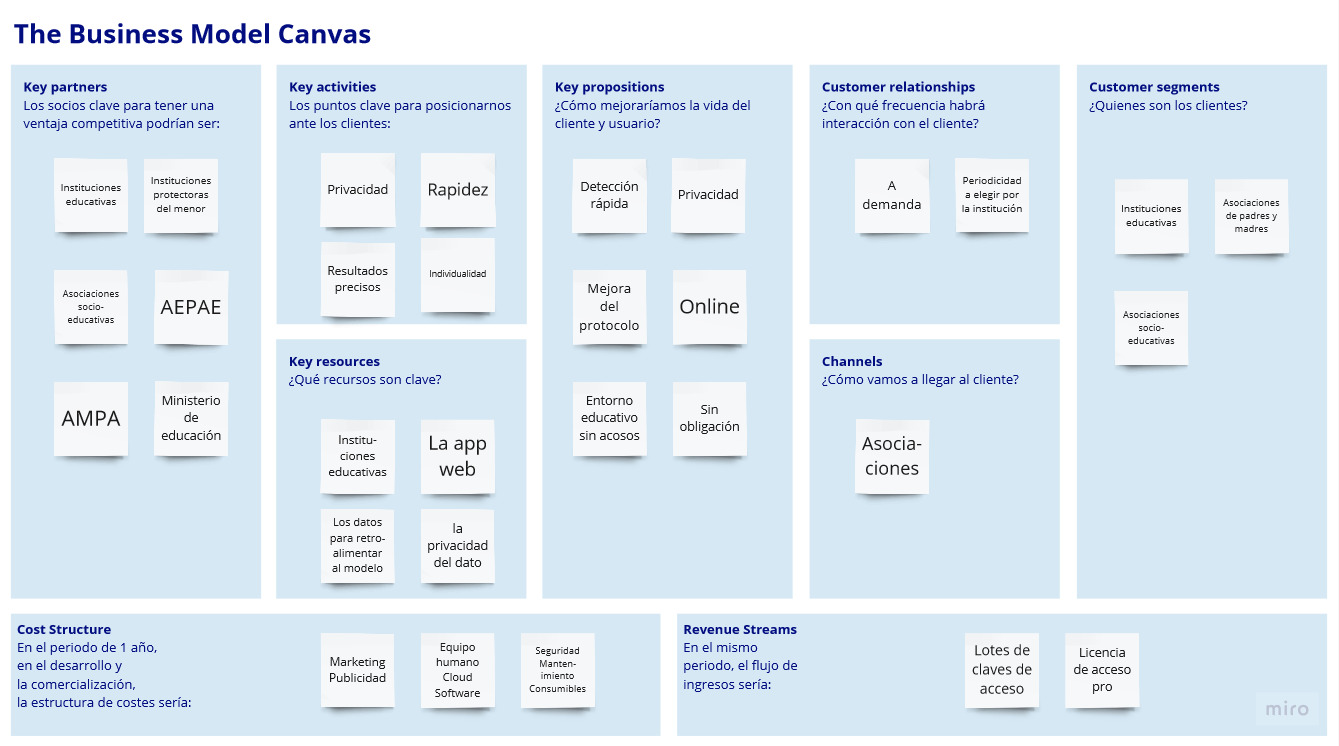 The Business Model Canvas
Key partners
Los socios clave para tener una
ventaja competitiva podrían ser:
Instituciones
educativas
Instituciones
protectoras
del menor
Asociaciones
socio-
educativas
AEPAE
AMPA
Ministerio
de
educación
Key activities
Los puntos clave para posicionarnos
ante los clientes:
Privacidad
Rapidez
Resultados
precisos
Individualidad
Key resources
¿Qué recursos son clave?
Institu-
ciones
educativas
La app
web
Los datos
para retro-
alimentar
al modelo
la
privacidad
del dato
Key propositions
¿Cómo mejoraríamos la vida del
cliente y usuario?
Detección
rápida
Privacidad
Mejora
del
protocolo
Online
Entorno
educativo
sin acosos
Sin
obligación
Customer relationships
¿Con qué frecuencia habrá
interacción con el cliente?
A
demanda
Periodicidad
a elegir por
la institución
Channels
¿Cómo vamos a llegar al cliente?
Asocia-
ciones
Customer segments
¿Quienes son los clientes?
Instituciones
educativas
Asociaciones
de padres y
madres
Asociaciones
socio-
educativas
Cost Structure
En el periodo de 1 año,
en el desarrollo y
la comercialización,
la estructura de costes sería:
Marketing
Publicidad
Equipo
humano
Cloud
Software
Seguridad
Manten-
imiento
Consumibles
Revenue Streams
En el mismo
periodo, el flujo de
ingresos sería:
Lotes de
claves de
acceso
Licencia
de acceso
pro
miro